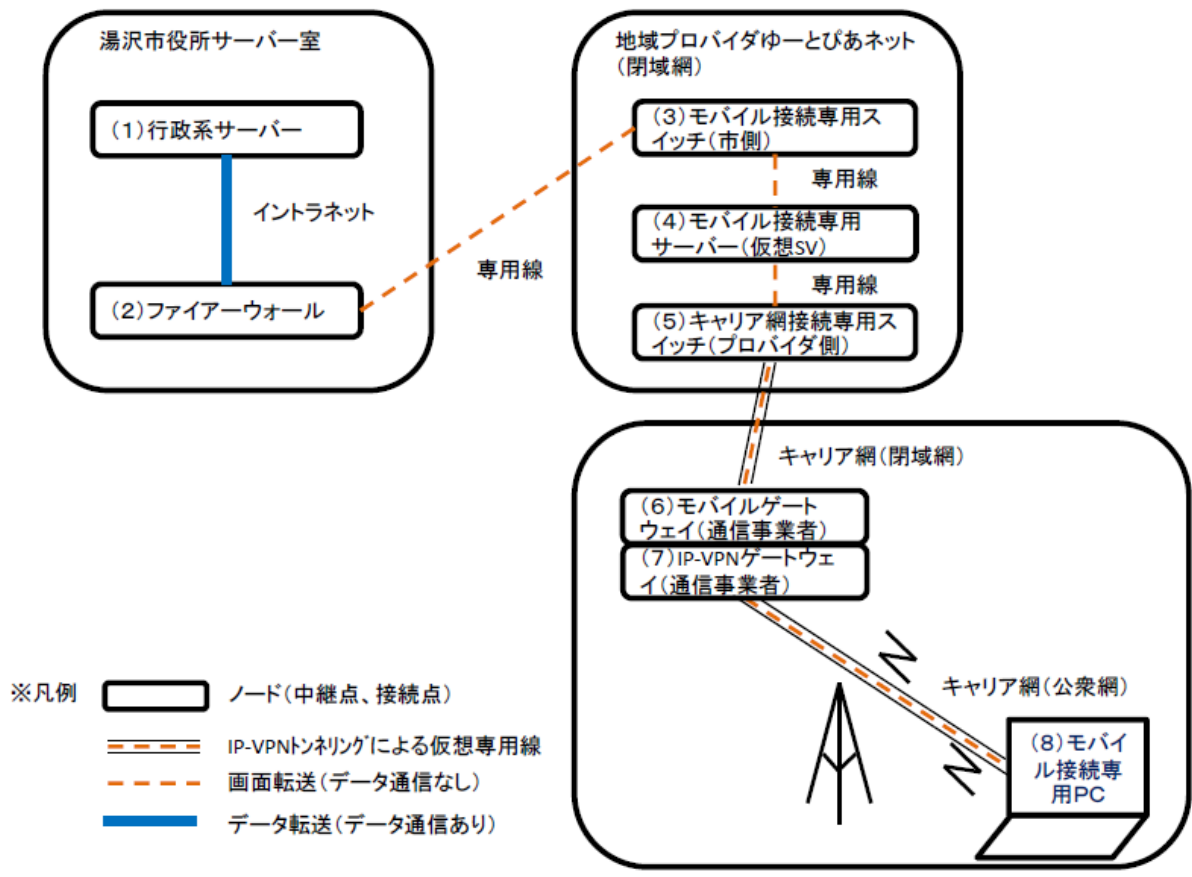 湯沢市役所サーバー室
(1)行政系サーバー
イントラネット
(2)ファイアーウォール
専用線
地域プロバイダゆーとぴあネット
(閉域網)
(3)モバイル接続専用ス
イッチ(市側)
専用線
(4)モバイル接続専用
サーバー(仮想SV)
専用線
(5)キャリア網接続専用ス
イッチ(プロバイダ側)
キャリア網(閉域網)
(6)モバイルゲート
ウェイ(通信事業者)
(7)IP-VPNゲートウェ
イ(通信事業者)
キャリア網(公衆網)
(8)モバイ
ル接続専
用PC
※凡例
ノード(中継点、接続点)
IP-VPNトンネリングによる仮想専用線
画面転送(データ通信なし)
データ転送(データ通信あり)